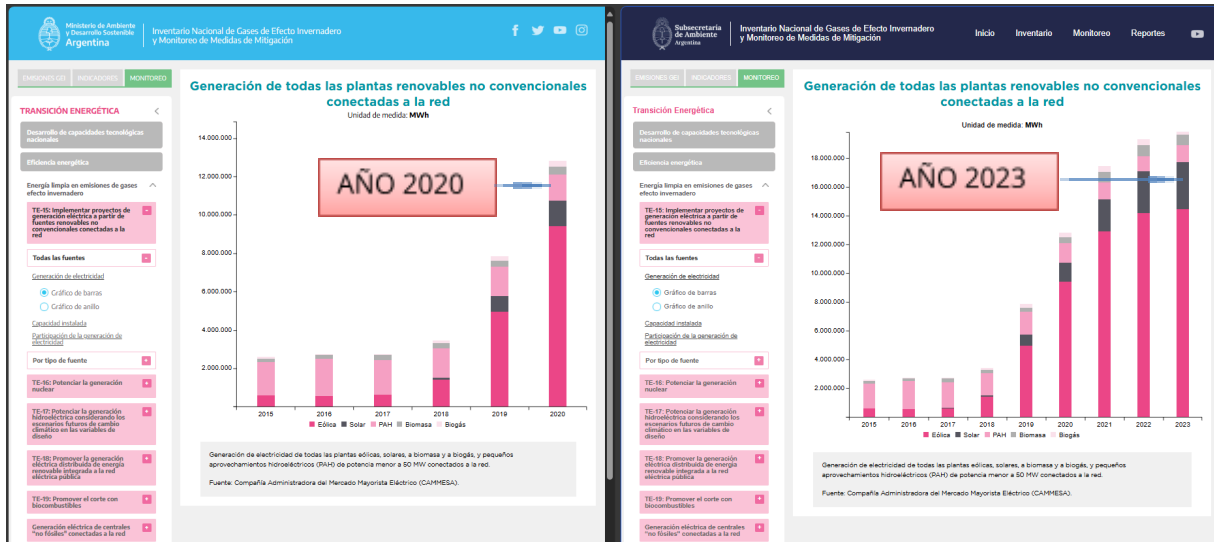 Ministerio de Ambiente
y Desarrollo Sostenible
Argentina
Inventario Nacional de Gases de Efecto Invernadero
y Monitoreo de Medidas de Mitigación
EMISIONES GEI
INDICADORES
MONITOREO
TRANSICIÓN ENERGÉTICA
Desarrollo de capacidades tecnológicas
nacionales
Eficiencia energética
Energía limpia en emisiones de gases
efecto invernadero
TE-15: Implementar proyectos de
generación eléctrica a partir de
fuentes renovables no
convencionales conectadas a la
red
Todas las fuentes
Generación de electricidad
Gráfico de barras
Gráfico de anillo
Capacidad instalada
Participación de la generación de
electricidad
Por tipo de fuente
TE-16: Potenciar la generación
nuclear
TE-17: Potenciar la generación
hidroeléctrica considerando los
escenarios futuros de cambio
climático en las variables de
diseño
TE-18: Promover la generación
eléctrica distribuida de energía
renovable integrada a la red
eléctrica pública
TE-19: Promover el corte con
biocombustibles
Generación eléctrica de centrales
"no fósiles" conectadas a la red
Generación de todas las plantas renovables no convencionales
conectadas a la red
Unidad de medida: MWh
14.000.000
12.000.000
10.000.000
8.000.000
6.000.000
4.000.000
2.000.000
AÑO 2020
2015 2016 2017 2018 2019 2020
Eólica Solar PAH Biomasa Biogás
Generación de electricidad de todas las plantas eólicas, solares, a biomasa y a biogás, y pequeños
aprovechamientos hidroeléctricos (PAH) de potencia menor a 50 MW conectados a la red.
Fuente: Compañía Administradora del Mercado Mayorista Eléctrico (CAMMESA).
Subsecretaría
de Ambiente
Argentina
Inventario Nacional de Gases de Efecto Invernadero
y Monitoreo de Medidas de Mitigación
Inicio Inventario Monitoreo Reportes
EMISIONES GEI
INDICADORES
MONITOREO
Transición Energética
Desarrollo de capacidades tecnológicas
nacionales
Eficiencia energética
Energía limpia en emisiones de gases
efecto invernadero
TE-15: Implementar proyectos de
generación eléctrica a partir de
fuentes renovables no
convencionales conectadas a la
red
Todas las fuentes
Generación de electricidad
Gráfico de barras
Gráfico de anillo
Capacidad instalada
Participación de la generación de
electricidad
Por tipo de fuente
TE-16: Potenciar la generación
nuclear
TE-17: Potenciar la generación
hidroeléctrica considerando los
escenarios futuros de cambio
climático en las variables de
diseño
TE-18: Promover la generación
eléctrica distribuida de energía
renovable integrada a la red
eléctrica pública
TE-19: Promover el corte con
biocombustibles
Generación eléctrica de centrales
"no fósiles" conectadas a la red
Generación de todas las plantas renovables no convencionales
conectadas a la red
Unidad de medida: MWh
18.000.000
16.000.000
14.000.000
12.000.000
10.000.000
8.000.000
6.000.000
4.000.000
2.000.000
AÑO 2023
2015 2016 2017 2018 2019 2020 2021 2022 2023
Eólica Solar PAH Biomasa Biogás
Generación de electricidad de todas las plantas eólicas, solares, a biomasa y a biogás, y pequeños
aprovechamientos hidroeléctricos (PAH) de potencia menor a 50 MW conectados a la red.
Fuente: Compañía Administradora del Mercado Mayorista Eléctrico (CAMMESA).